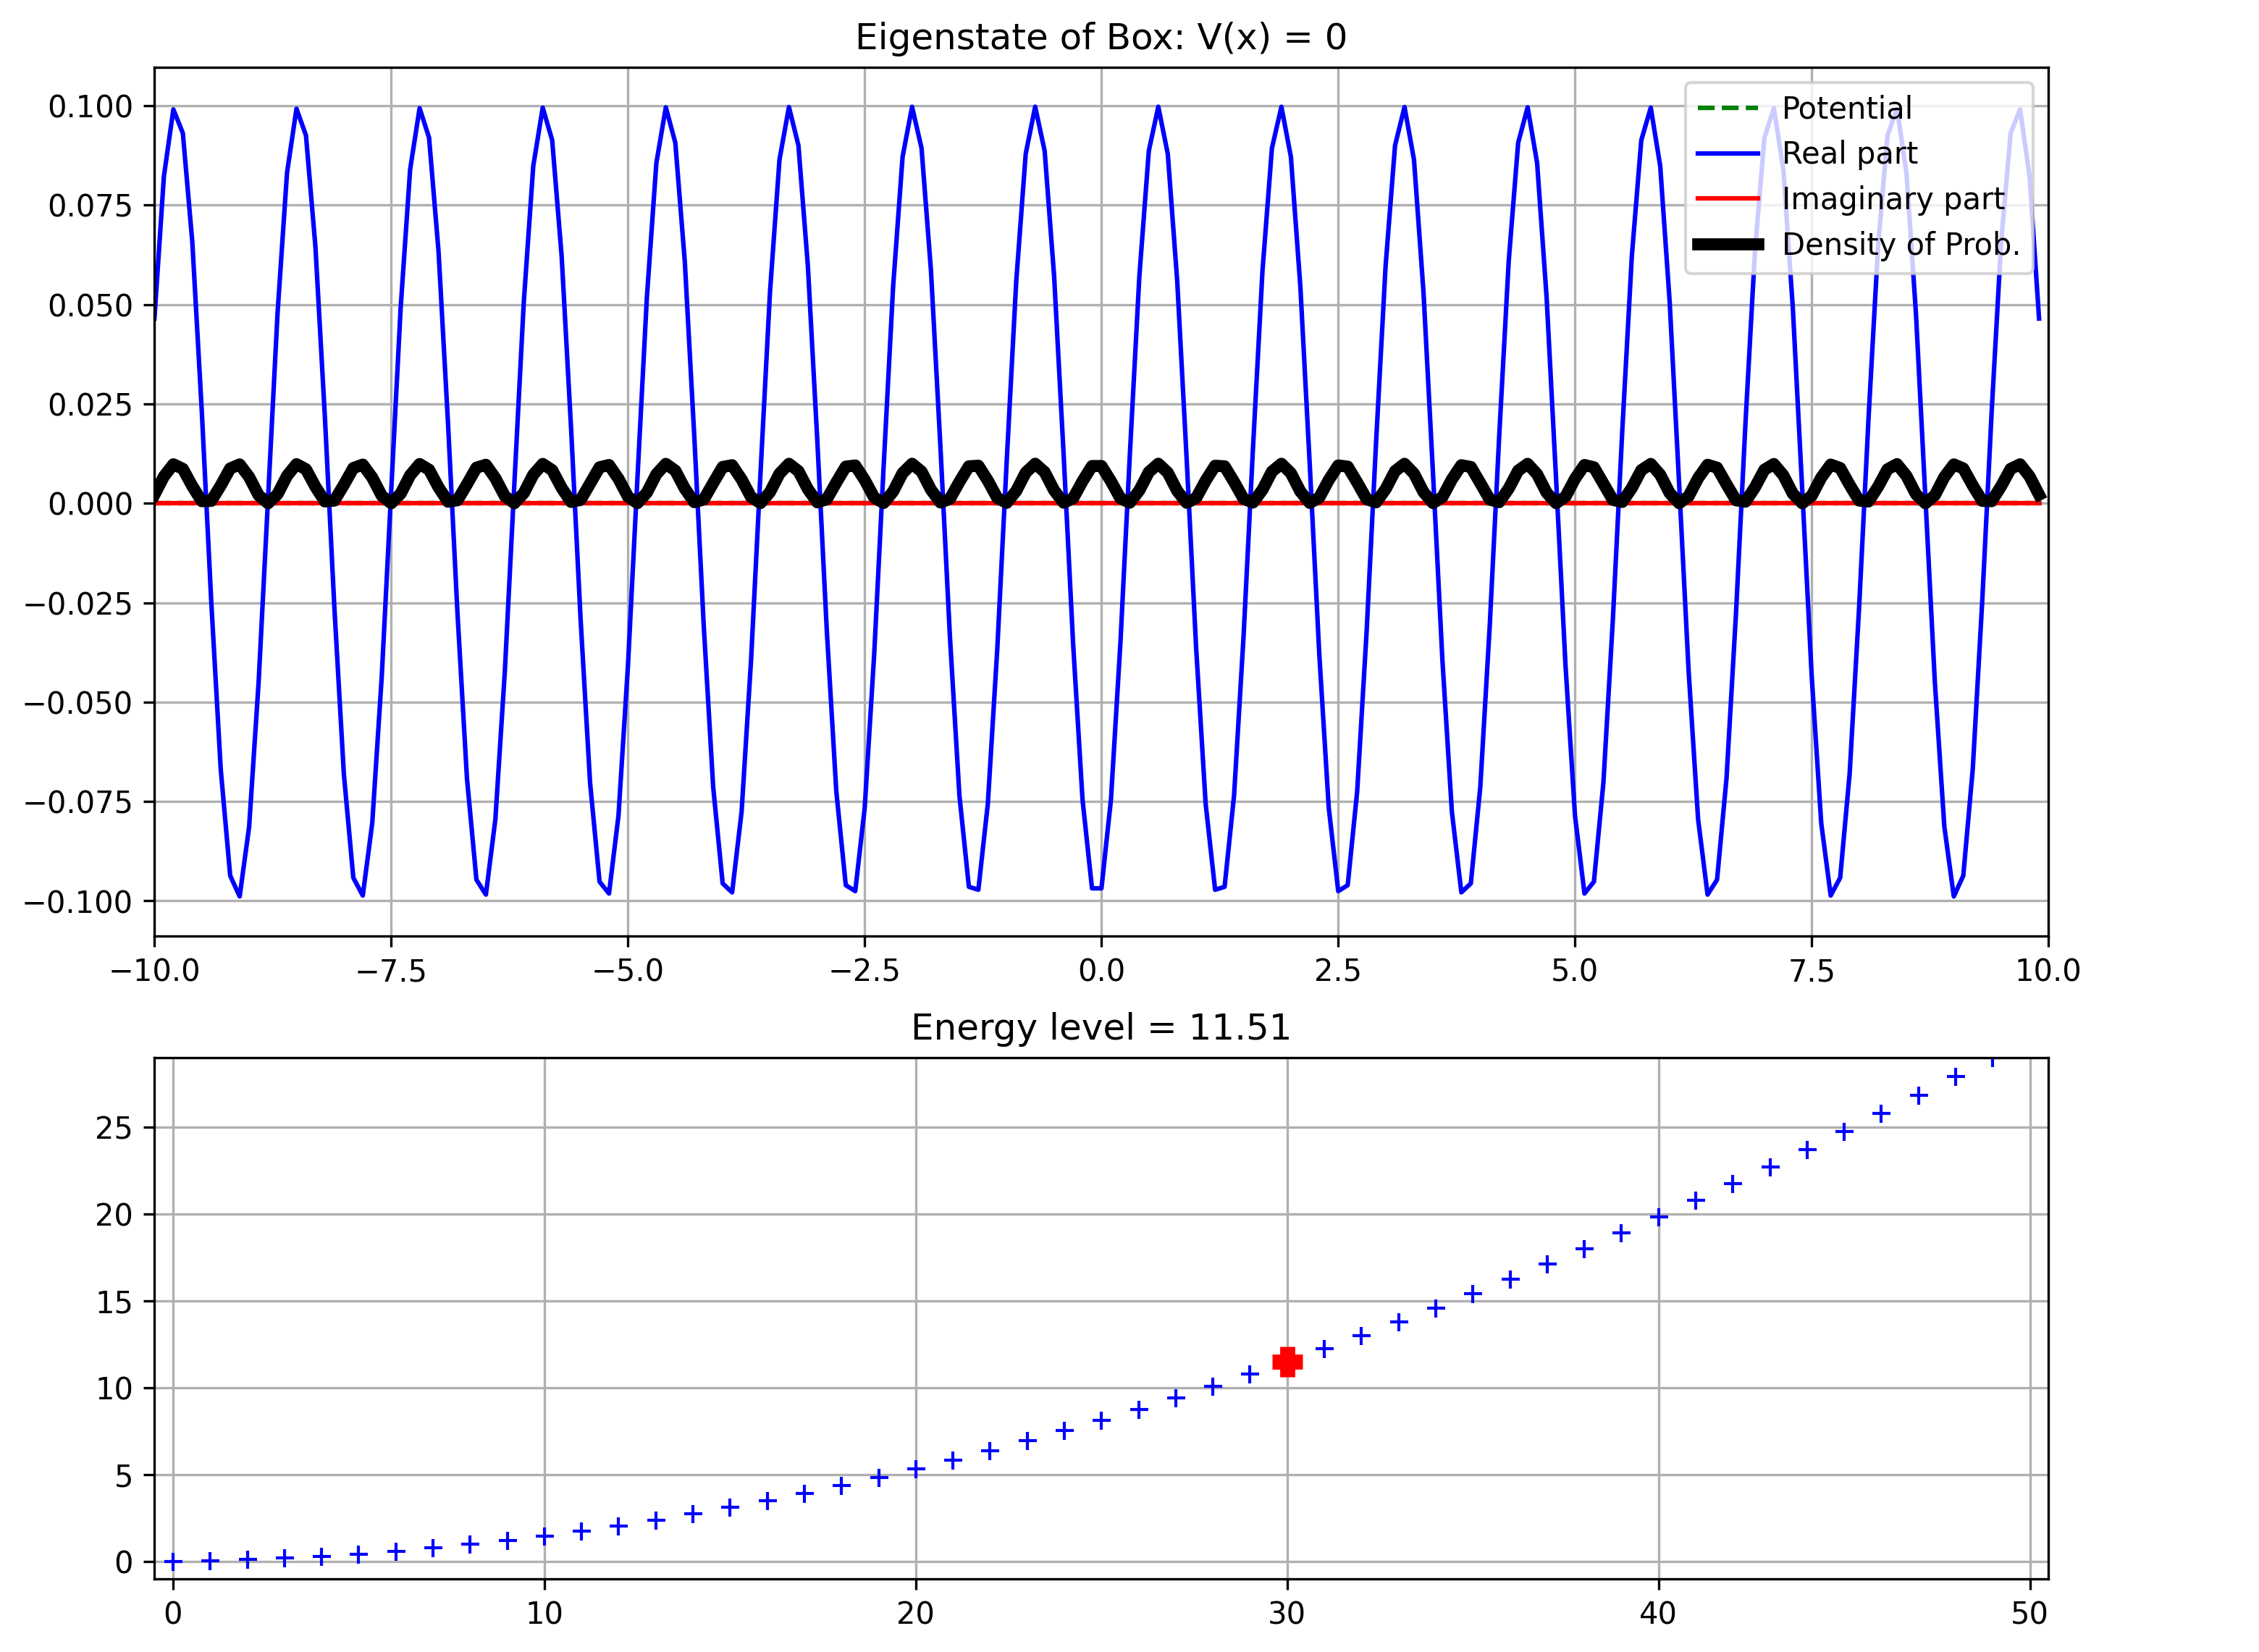 Eigenstate of Box: V(x) = 0
0.100
0.075
0.050
0.025
0.000
−0.025
−0.050
−0.075
−0.100
Potential
Real part
Imaginary part
Density of Prob.
−10.0 −7.5 −5.0 −2.5 0.0 2.5 5.0 7.5 10.0
Energy level = 11.51
25
20
15
10
5
0
0 10 20 30 40 50